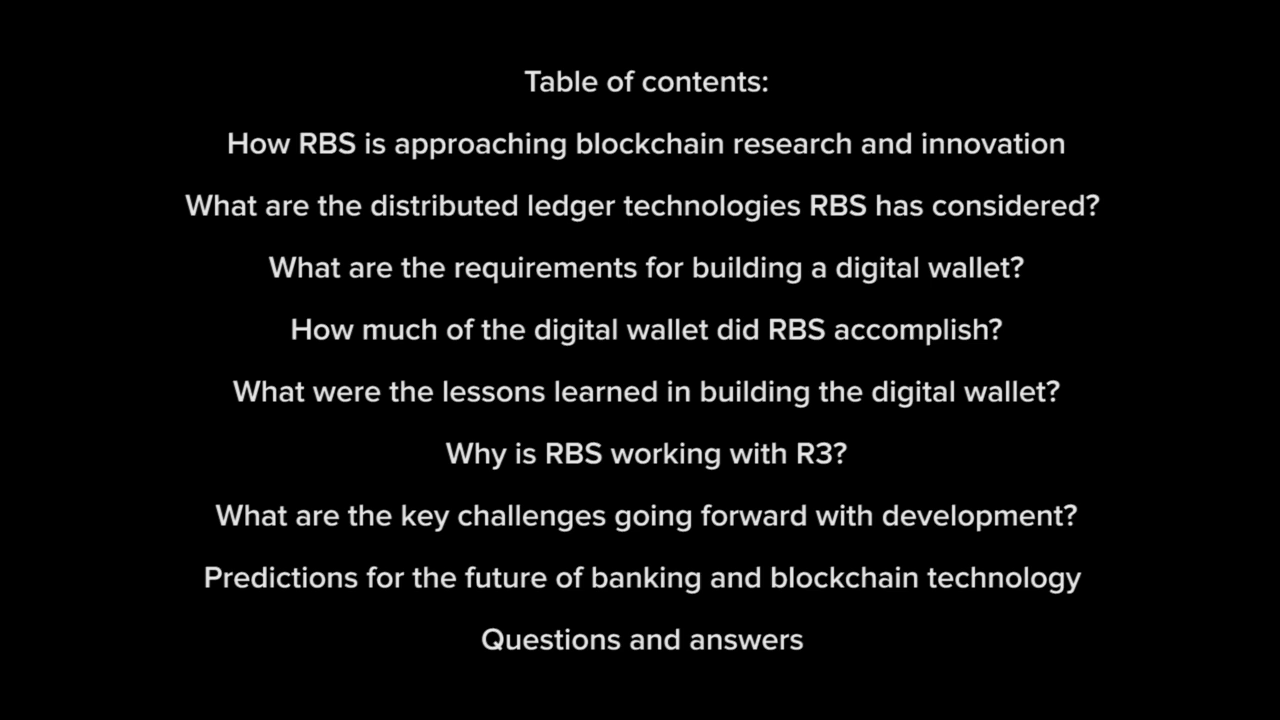 Table of contents:
How RBS is approaching blockchain research and innovation
What are the distributed ledger technologies RBS has considered?
What are the requirements for building a digital wallet?
How much of the digital wallet did RBS accomplish?
What were the lessons learned in building the digital wallet?
Why is RBS working with R3?
What are the key challenges going forward with development?
Predictions for the future of banking and blockchain technology
Questions and answers